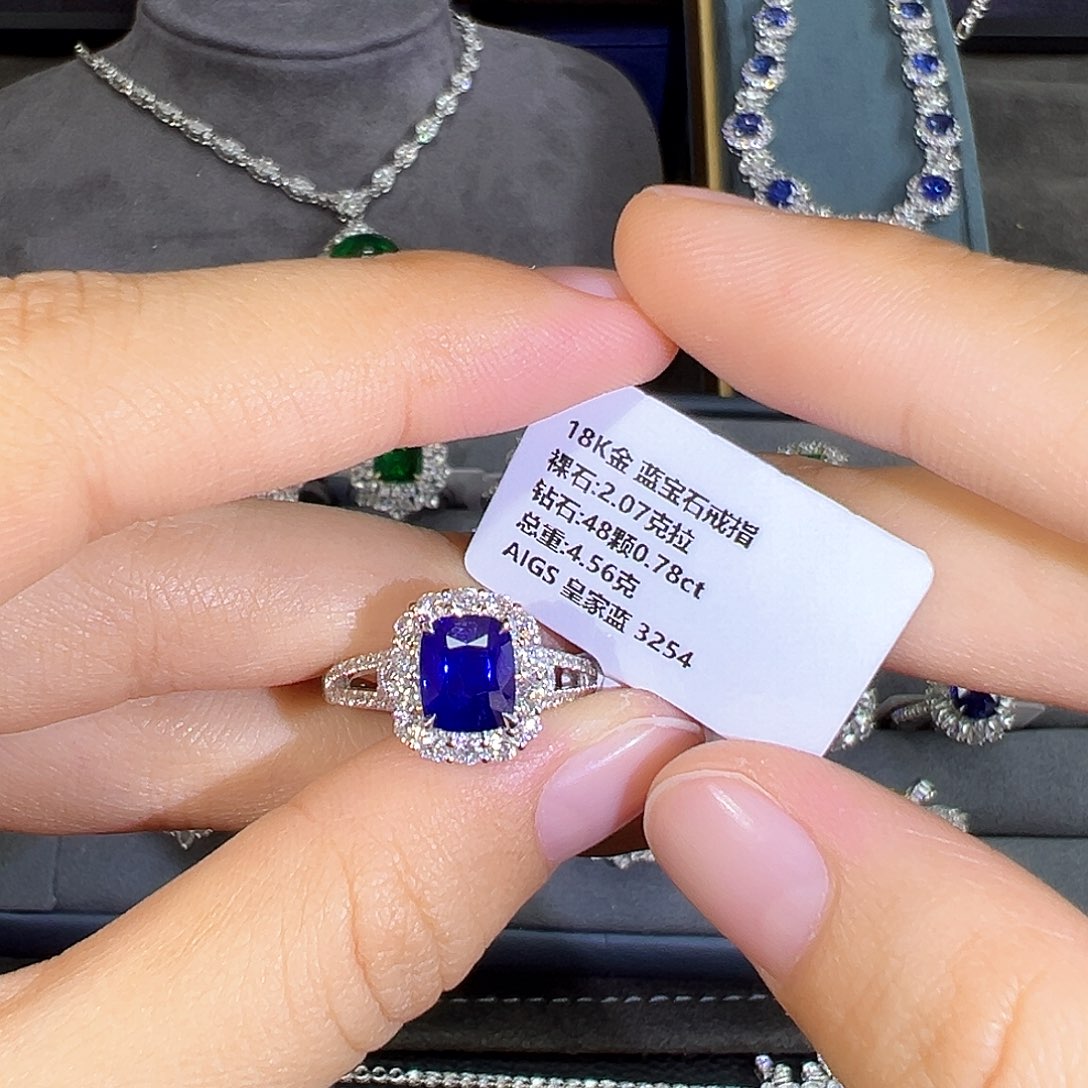 18K金 蓝宝石戒指
裸石:2.07克拉
钻石:48颗0.78ct
总重:4.56克
AIGS 皇家蓝 3254